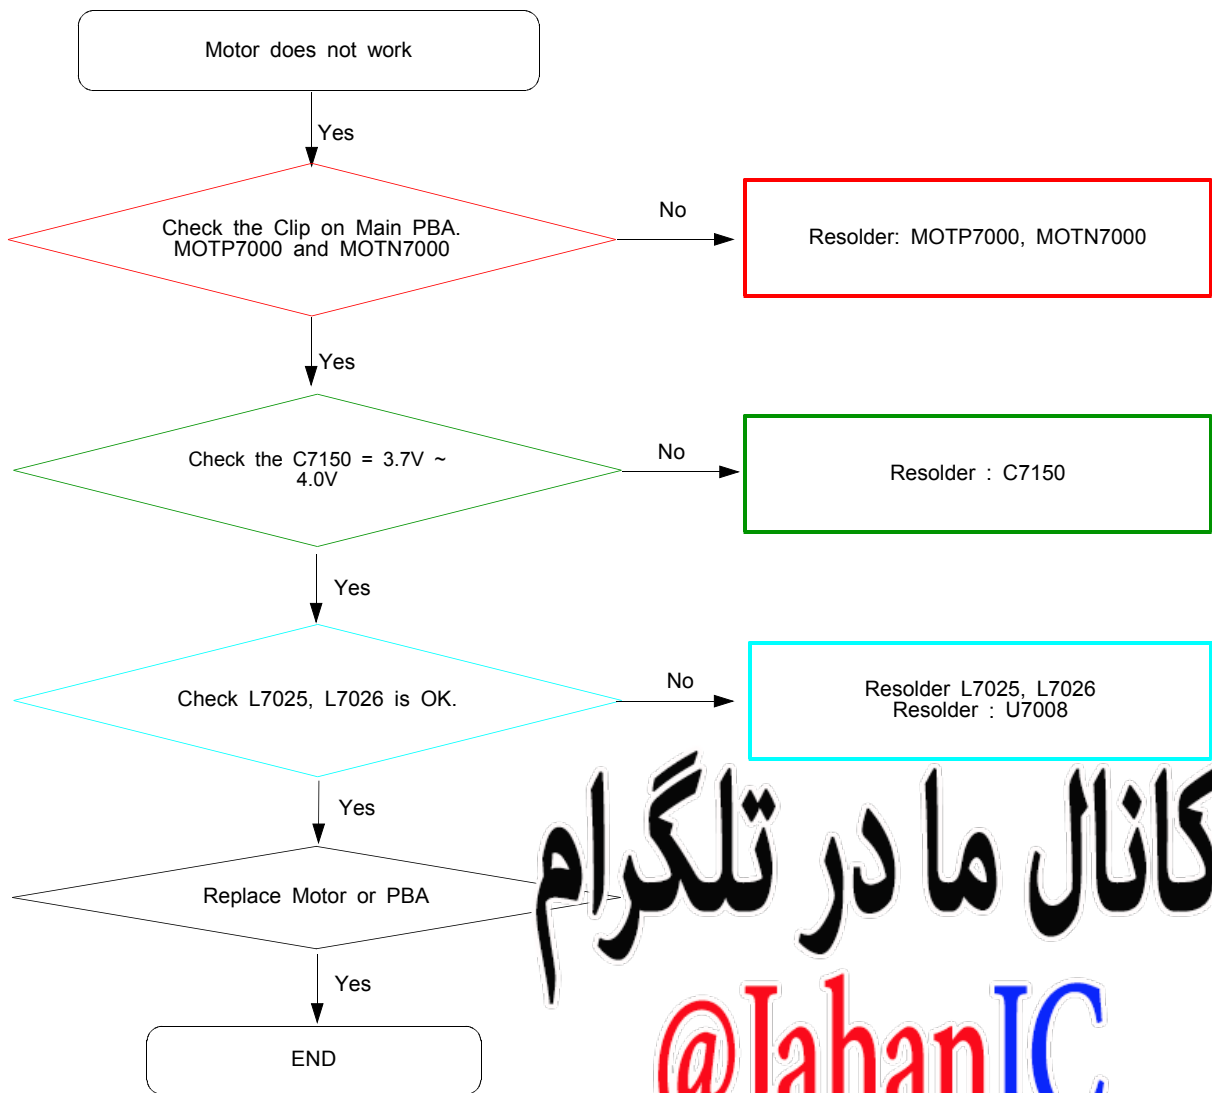 Motor does not work
Yes
Check the Clip on Main PBA.
MOTP7000 and MOTN7000
No
Resolder: MOTP7000, MOTN7000
Yes
Check the C7150 = 3.7V ~
4.0V
No
Resolder : C7150
Yes
Check L7025, L7026 is OK.
No
Resolder L7025, L7026
Resolder : U7008
Yes
Replace Motor or PBA
Yes
END
کانال ما در تلگرام
@JahanIC